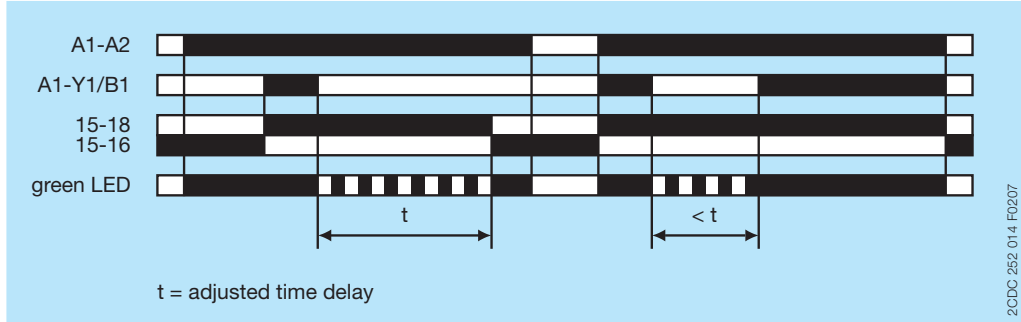 A1-A2
A1-Y1/B1
15-18
15-16
green LED
t
< t
t = adjusted time delay
2CDC 252 014 F0207